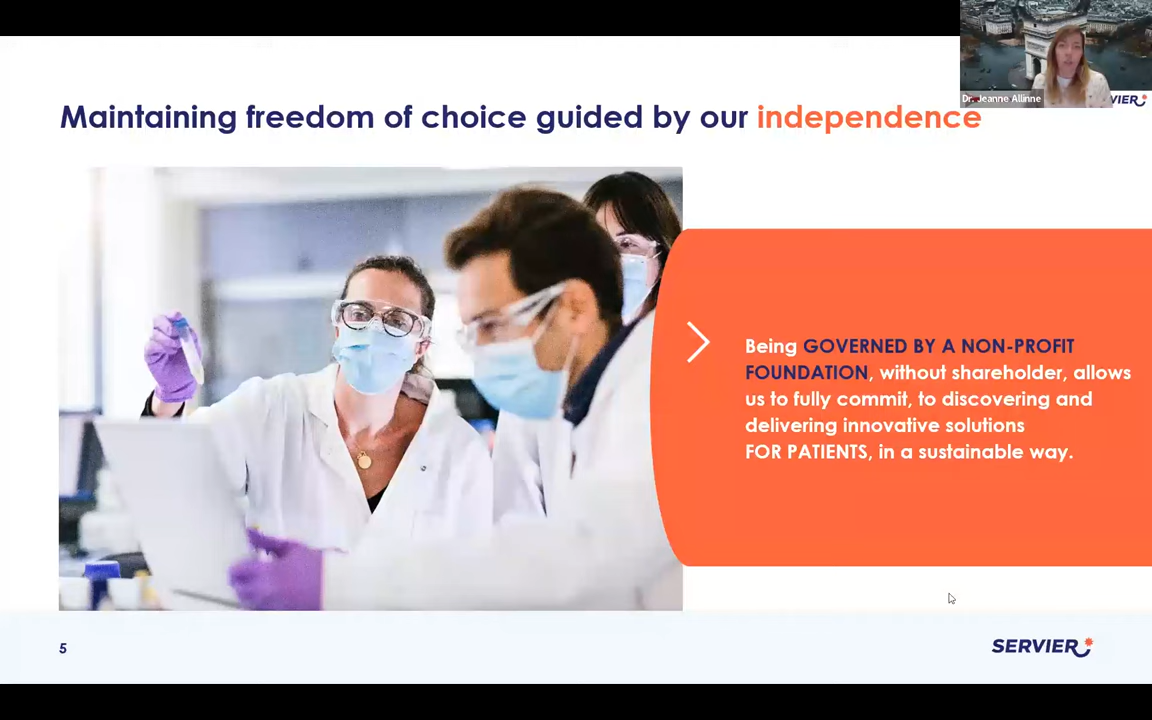 Dr. Jeanne Allinne
VIER
Maintaining freedom of choice guided by our independence
Being GOVERNED BY A NON-PROFIT
FOUNDATION, without shareholder, allows
us to fully commit, to discovering and
delivering innovative solutions
FOR PATIENTS, in a sustainable way.
5
SERVIER